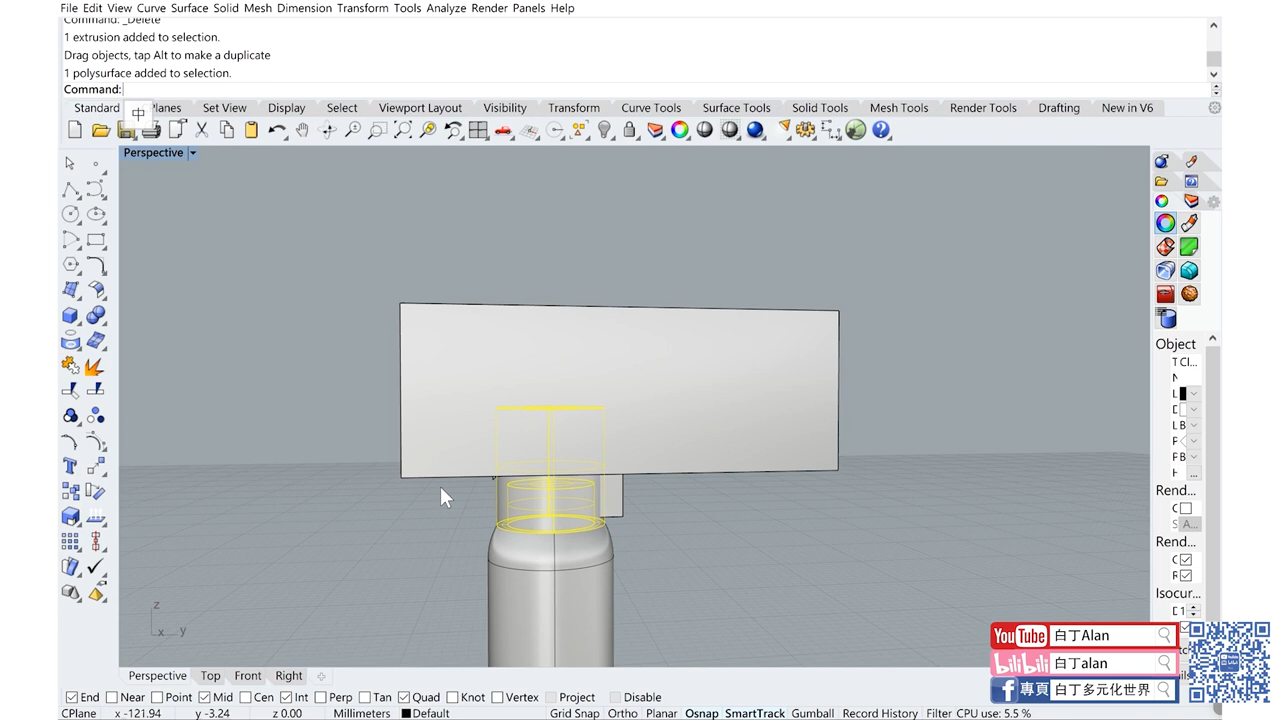 File Edit View Curve Surface Solid Mesh Dimension Transform Tools Analyze Render Panels Help
Command: _Delete
1 extrusion added to selection.
Drag objects, tap Alt to make a duplicate
1 polysurface added to selection.
Command:
Standard 中 Planes Set View Display Select Viewport Layout Visibility Transform Curve Tools Surface Tools Solid Tools Mesh Tools Render Tools Drafting New in V6
Perspective
Object
T Cl...
N
L
D
L B
P
P B
H ...
Rend...
C
S A...
Rend...
C
R
Isocur...
D 1
z
x y
YouTube 白丁Alan
bilibili 白丁alan
f 專頁 白丁多元化世界
Perspective Top Front Right
End Near Point Mid Cen Int Perp Tan Quad Knot Vertex Project Disable
CPlane x -121.94 y -3.24 z 0.00 Millimeters Default Grid Snap Ortho Planar Osnap SmartTrack Gumball Record History Filter CPU use: 5.5 %